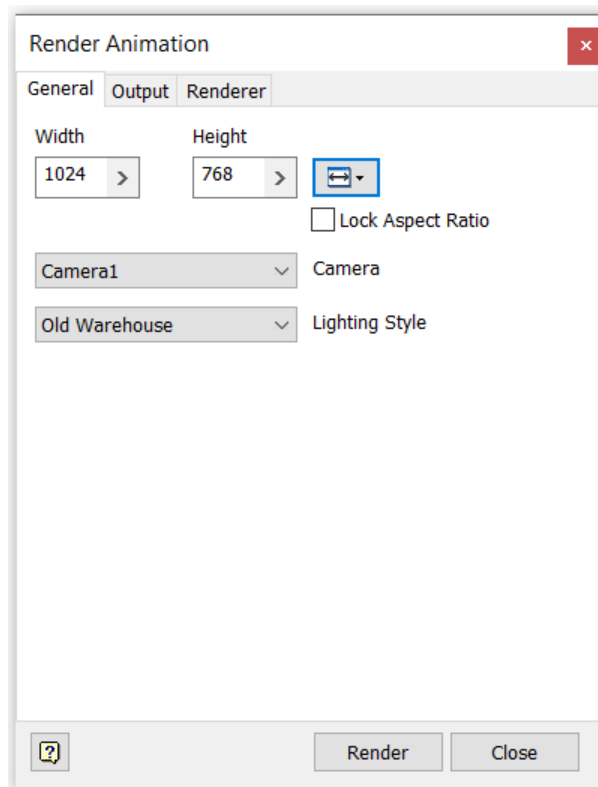 Render Animation
General Output Renderer
Width Height
1024 768
Lock Aspect Ratio
Camera1 Camera
Old Warehouse Lighting Style
Render Close